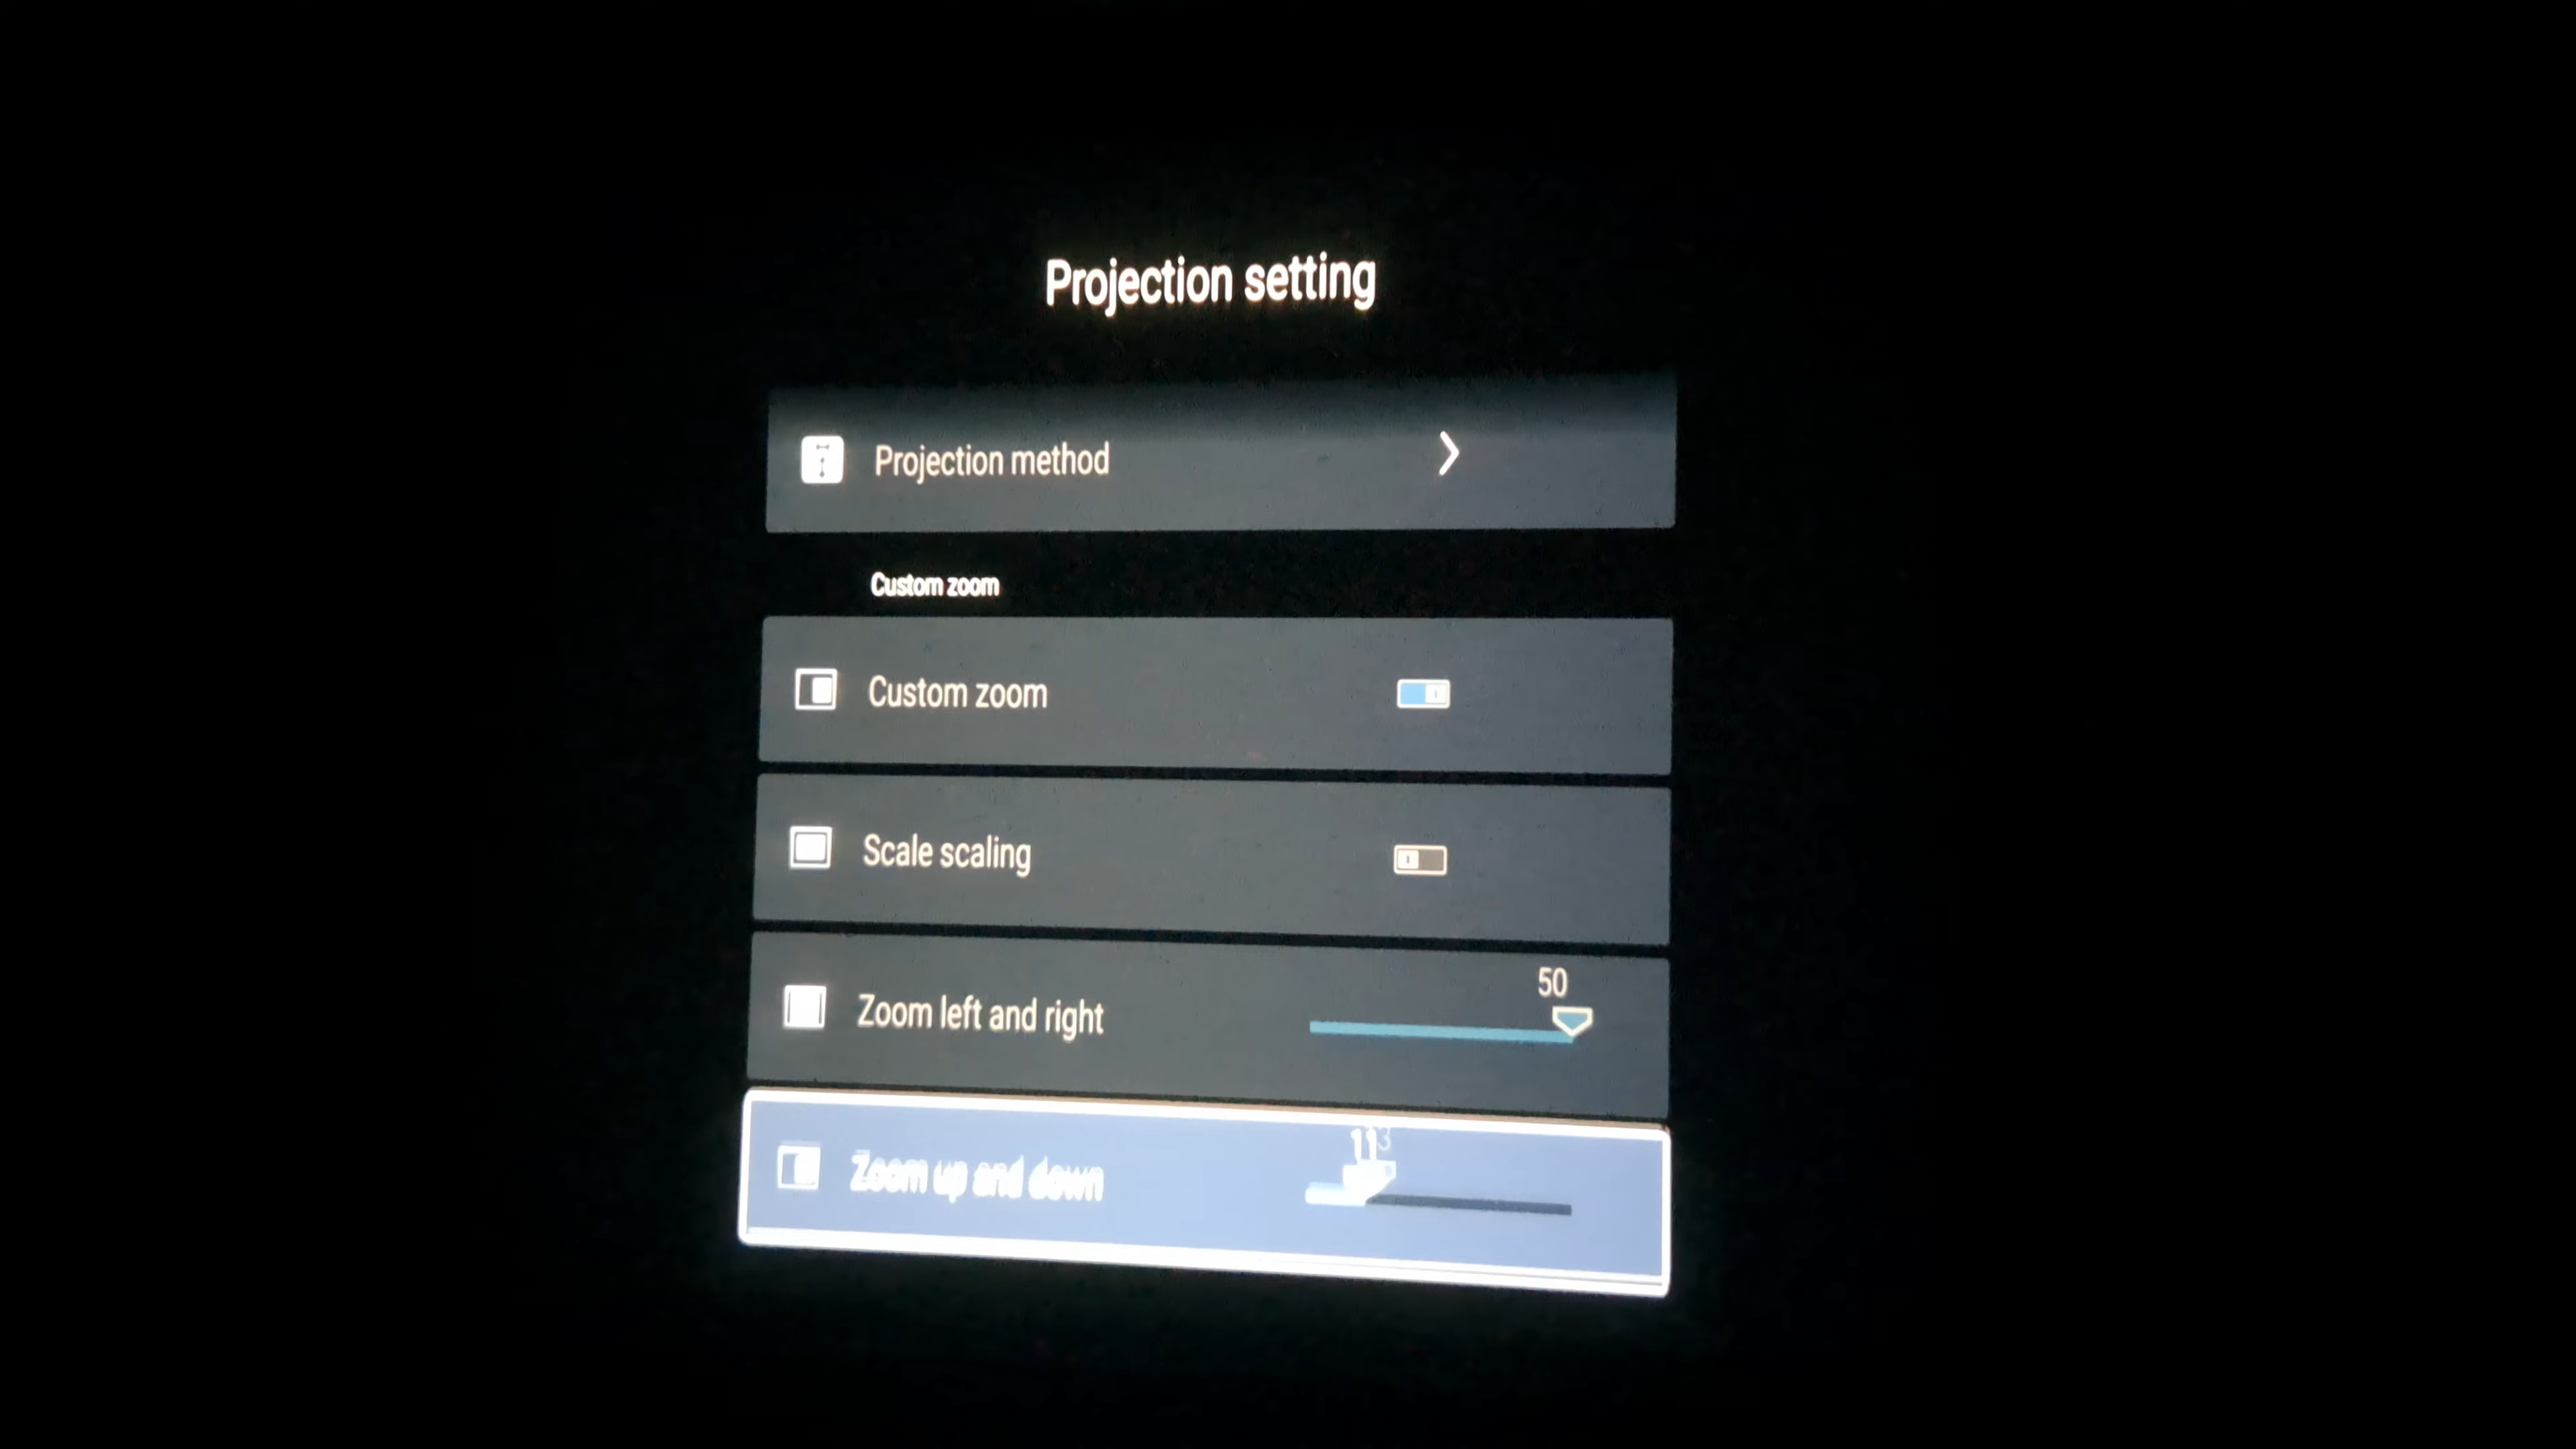 Projection setting
Projection method
Custom zoom
Custom zoom
Scale scaling
50
Zoom left and right
Zoom up and down